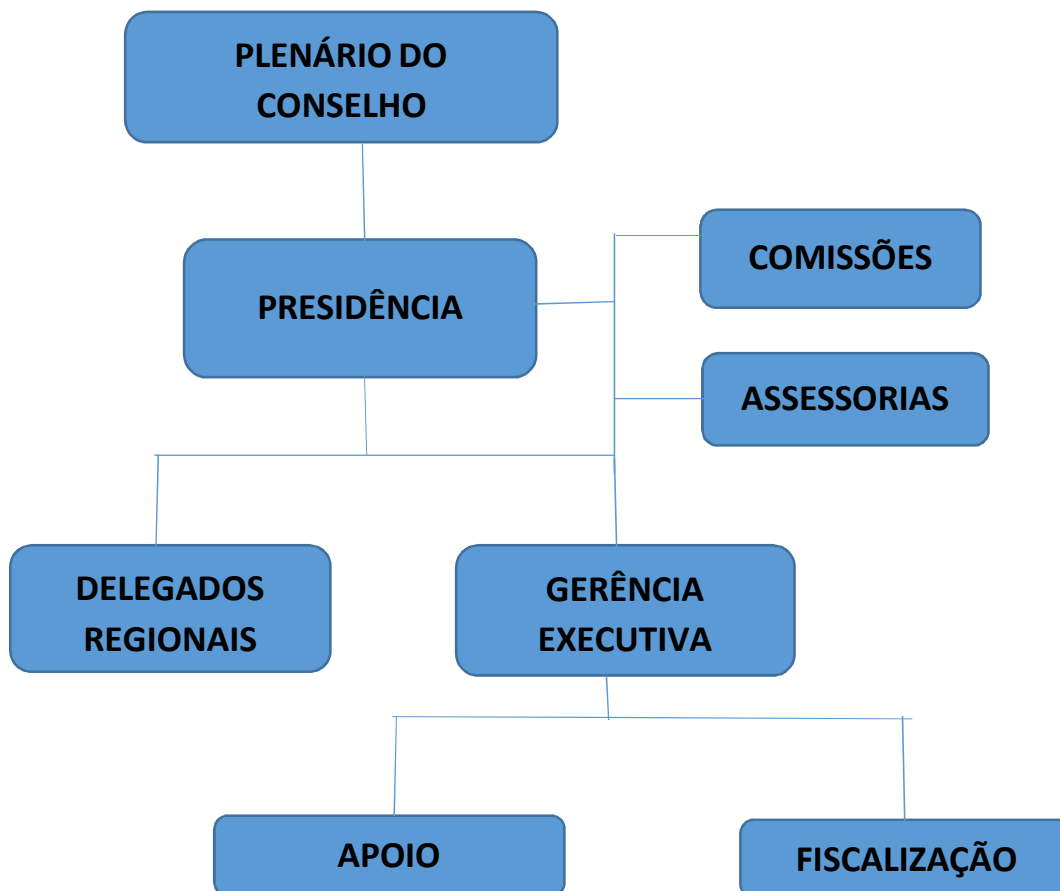 PLENÁRIO DO
CONSELHO
PRESIDÊNCIA
COMISSÕES
ASSESSORIAS
DELEGADOS
REGIONAIS
GERÊNCIA
EXECUTIVA
APOIO
FISCALIZAÇÃO